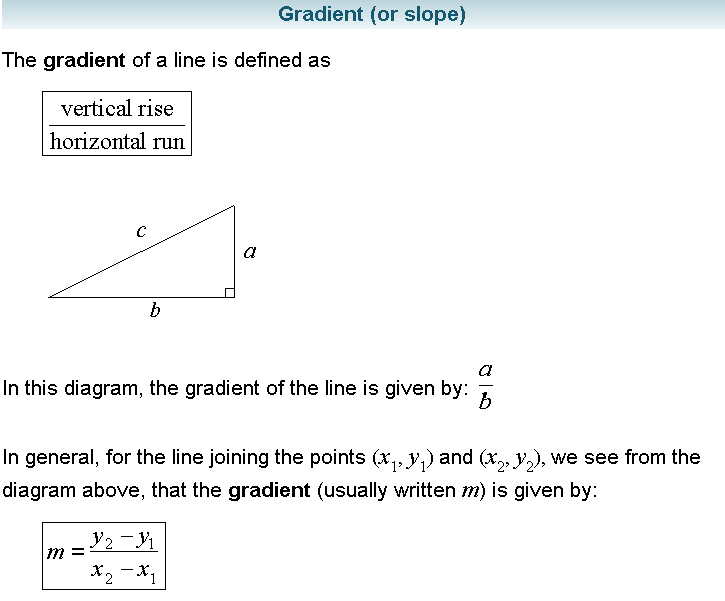 Gradient (or slope)
The gradient of a line is defined as
vertical rise
horizontal run
c
a
b
In this diagram, the gradient of the line is given by: a/b
In general, for the line joining the points (x₁, y₁) and (x₂, y₂), we see from the
diagram above, that the gradient (usually written m) is given by:
m = y₂ − y₁
x₂ − x₁